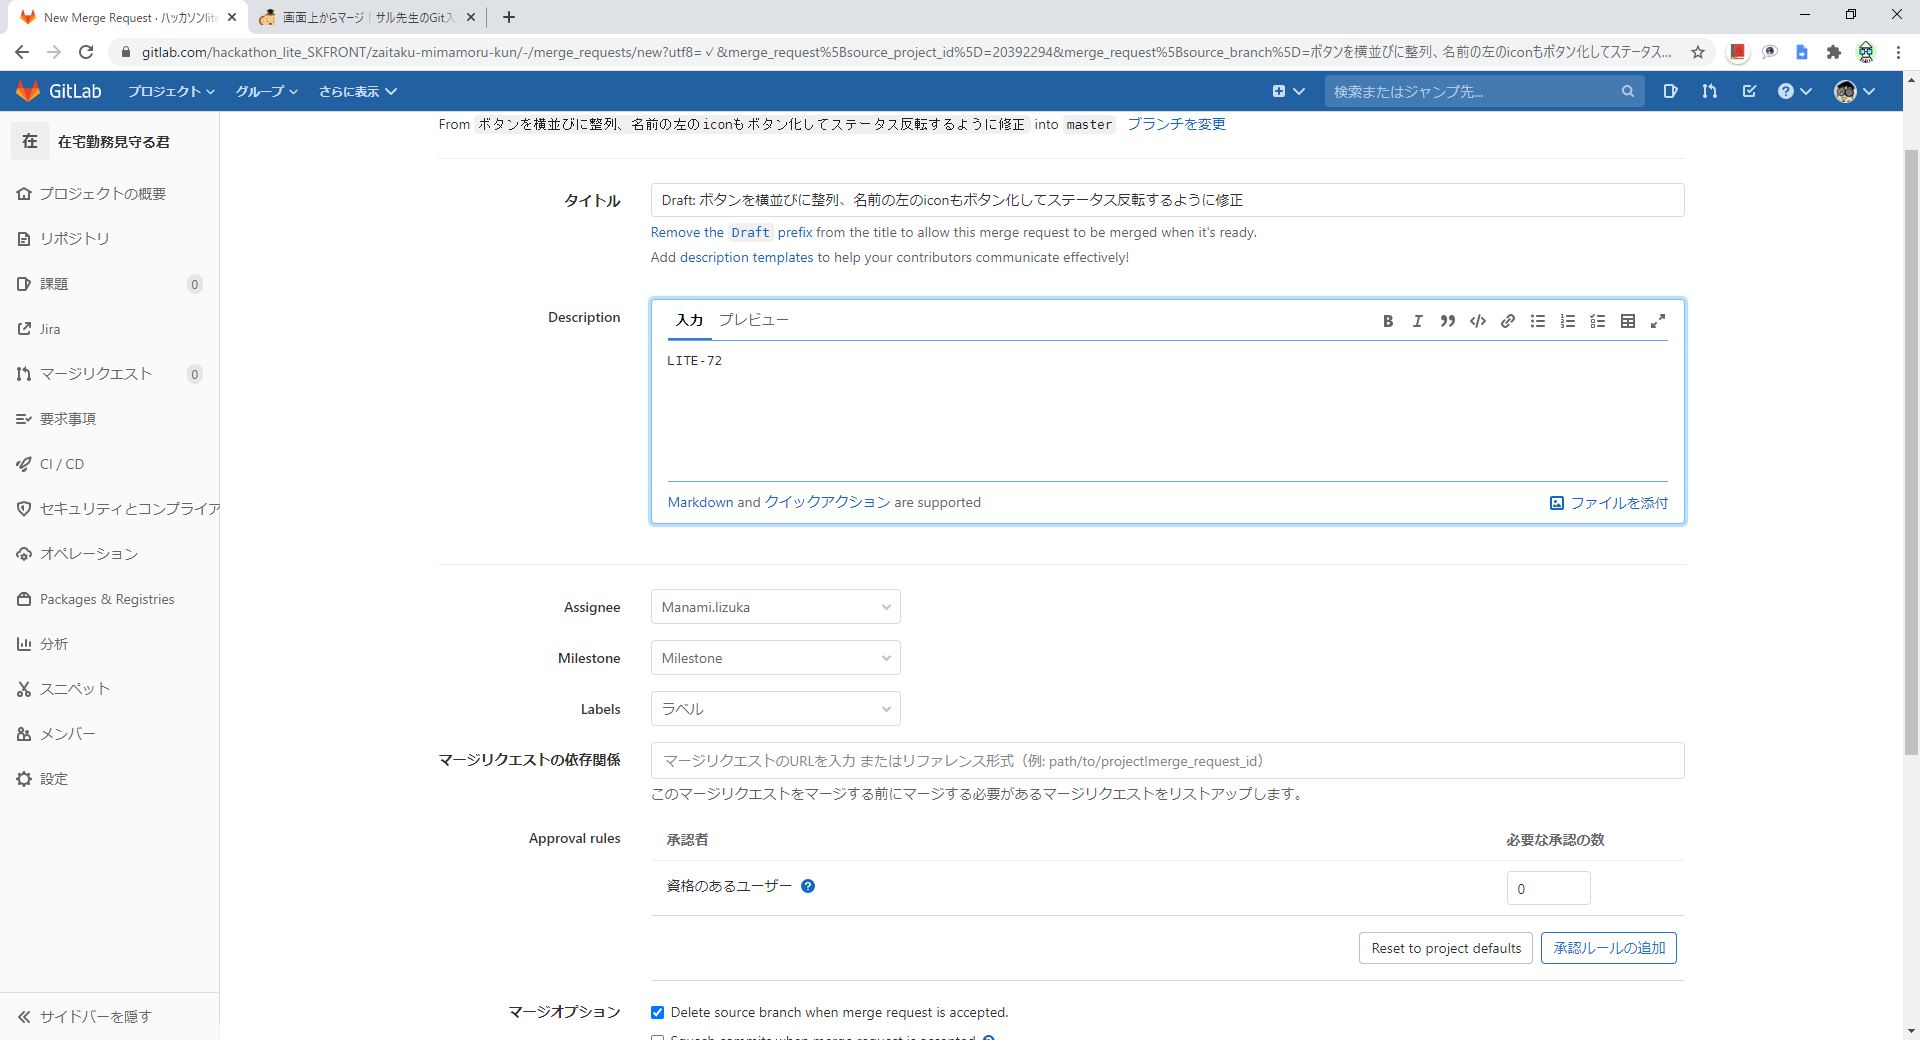 New Merge Request · ハッカソンlite
画面上からマージ｜サル先生のGit入
gitlab.com/hackathon_lite_SKFRONT/zaitaku-mimamoru-kun/-/merge_requests/new?utf8=✓&merge_request%5Bsource_project_id%5D=20392294&merge_request%5Bsource_branch%5D=ボタンを横並びに整列、名前の左のiconもボタン化してステータス...
GitLab プロジェクト グループ さらに表示 検索またはジャンプ先...
在 在宅勤務見守る君
プロジェクトの概要
リポジトリ
課題 0
Jira
マージリクエスト 0
要求事項
CI / CD
セキュリティとコンプライア
オペレーション
Packages & Registries
分析
スニペット
メンバー
設定
サイドバーを隠す
From ボタンを横並びに整列、名前の左のiconもボタン化してステータス反転するように修正 into master ブランチを変更
タイトル Draft: ボタンを横並びに整列、名前の左のiconもボタン化してステータス反転するように修正
Remove the Draft prefix from the title to allow this merge request to be merged when it's ready.
Add description templates to help your contributors communicate effectively!
Description
入力 プレビュー
LITE-72
Markdown and クイックアクション are supported ファイルを添付
Assignee Manami.Iizuka
Milestone Milestone
Labels ラベル
マージリクエストの依存関係 マージリクエストのURLを入力 またはリファレンス形式（例: path/to/project!merge_request_id）
このマージリクエストをマージする前にマージする必要があるマージリクエストをリストアップします。
Approval rules 承認者 必要な承認の数
資格のあるユーザー 0
Reset to project defaults 承認ルールの追加
マージオプション Delete source branch when merge request is accepted.
Squash commits when merge request is accepted.